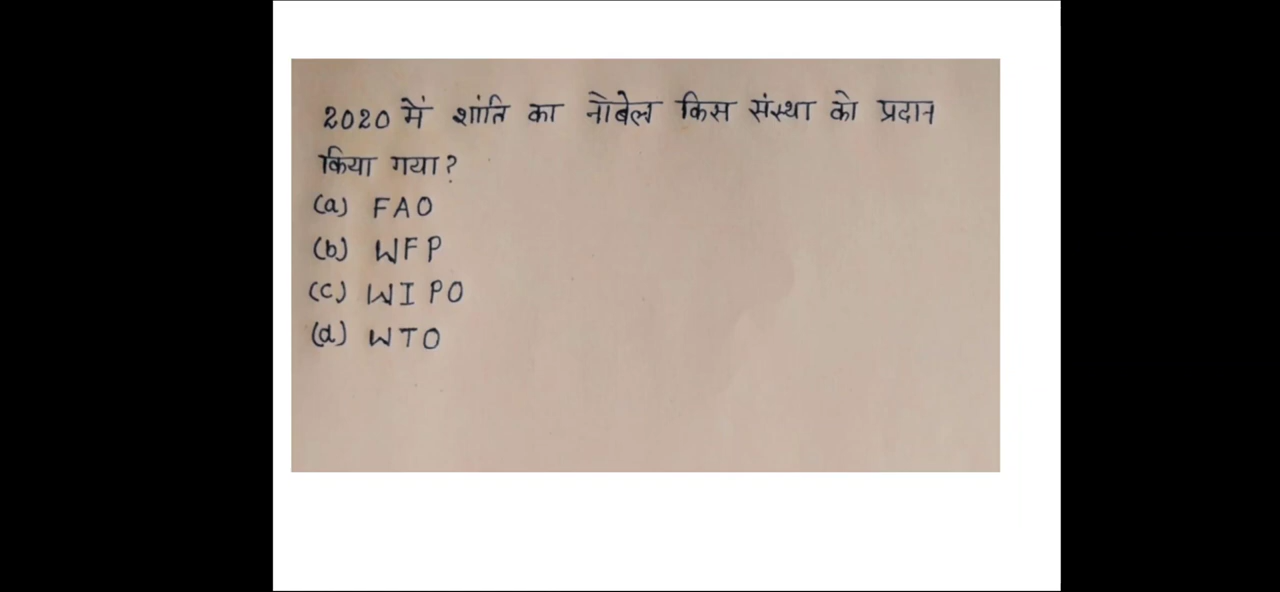 2020 में शांति का नोबेल किस संस्था को प्रदान
किया गया?
(a) FAO
(b) WFP
(c) WIPO
(d) WTO